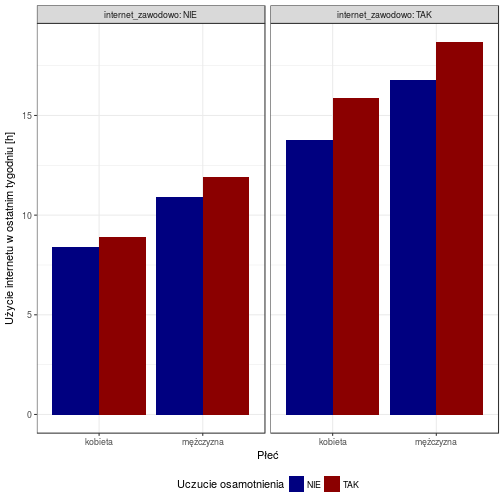 internet_zawodowo: NIE
internet_zawodowo: TAK
Użycie internetu w ostatnim tygodniu [h]
15
10
5
0
kobieta
mężczyzna
kobieta
mężczyzna
Płeć
Uczucie osamotnienia NIE TAK